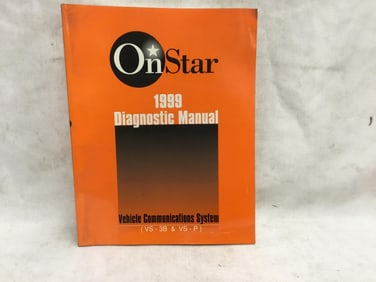 OnStar
1999
Diagnostic Manual
Vehicle Communications System
( VS - 3B & VS - P )